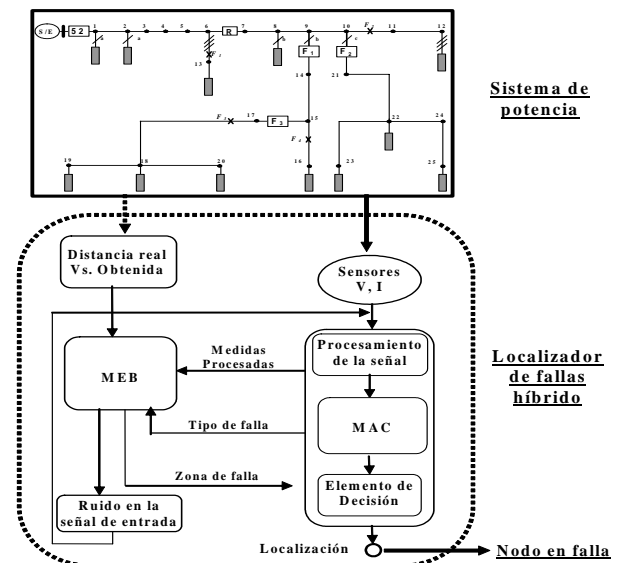 S/E 52 1 2 3 4 5 6 R 7 8 9 10 11 12
a b b c
F1 F2
13 14 21
17 F3 15 22 24
19 18 20 16 23 25
Sistema de
potencia
Distancia real
Vs. Obtenida
Sensores
V, I
Medidas
Procesadas
Procesamiento
de la señal
MEB
MAC
Tipo de falla
Zona de falla
Elemento de
Decisión
Ruido en la
señal de entrada
Localizador
de fallas
híbrido
Localización
Nodo en falla